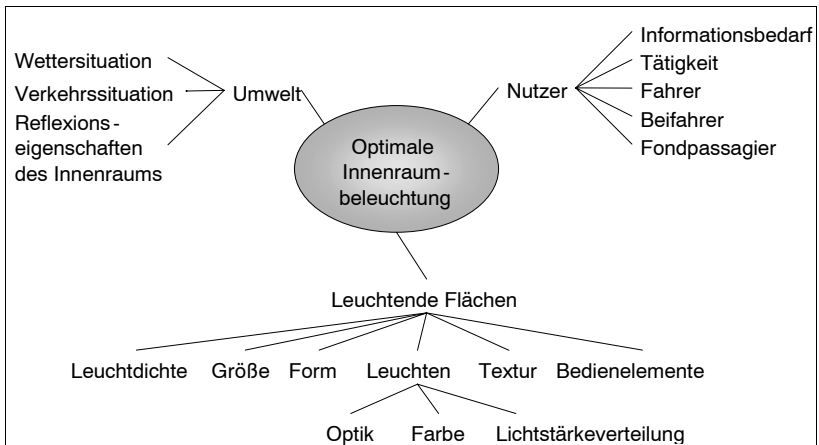 Wettersituation
Verkehrssituation
Reflexions-
eigenschaften
des Innenraums
Umwelt
Optimale
Innenraum-
beleuchtung
Nutzer
Informationsbedarf
Tätigkeit
Fahrer
Beifahrer
Fondpassagier
Leuchtende Flächen
Leuchtdichte Größe Form Leuchten Textur Bedienelemente
Optik Farbe Lichtstärkeverteilung